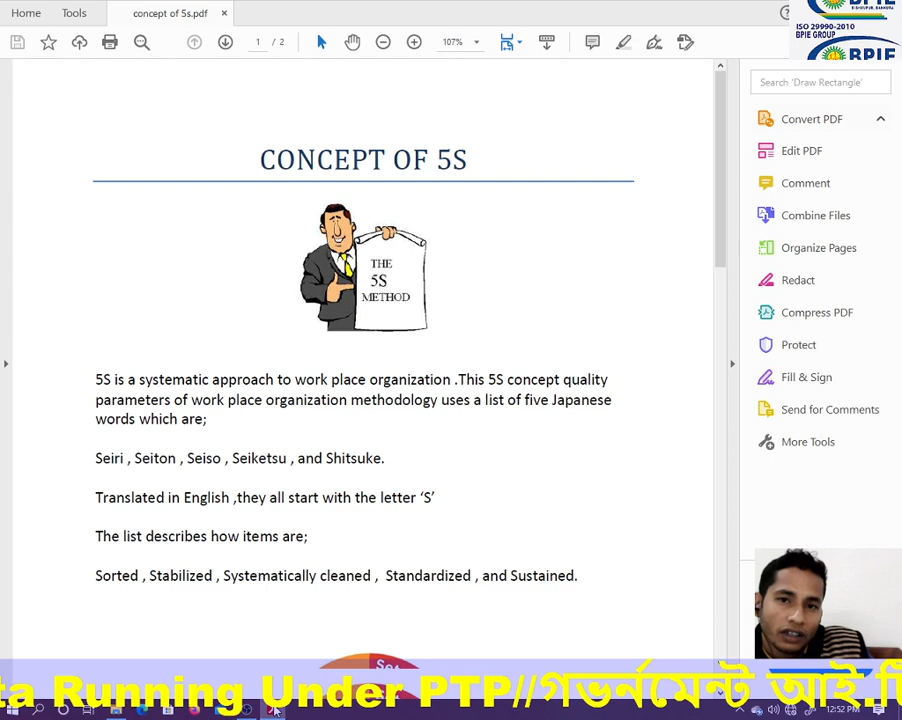 Home
Tools
concept of 5s.pdf
×
BPIE
ISO 29990-2010
BPIE GROUP
BPIE
1 / 2
107%
Search 'Draw Rectangle'
CONCEPT OF 5S
THE
5S
METHOD
Convert PDF
Edit PDF
Comment
Combine Files
Organize Pages
Redact
Compress PDF
Protect
Fill & Sign
Send for Comments
More Tools
5S is a systematic approach to work place organization .This 5S concept quality
parameters of work place organization methodology uses a list of five Japanese
words which are;
Seiri , Seiton , Seiso , Seiketsu , and Shitsuke.
Translated in English ,they all start with the letter ‘S’
The list describes how items are;
Sorted , Stabilized , Systematically cleaned , Standardized , and Sustained.
Set
ta Running Under PTP//গভর্নমেন্ট আই.টি
12:52 PM